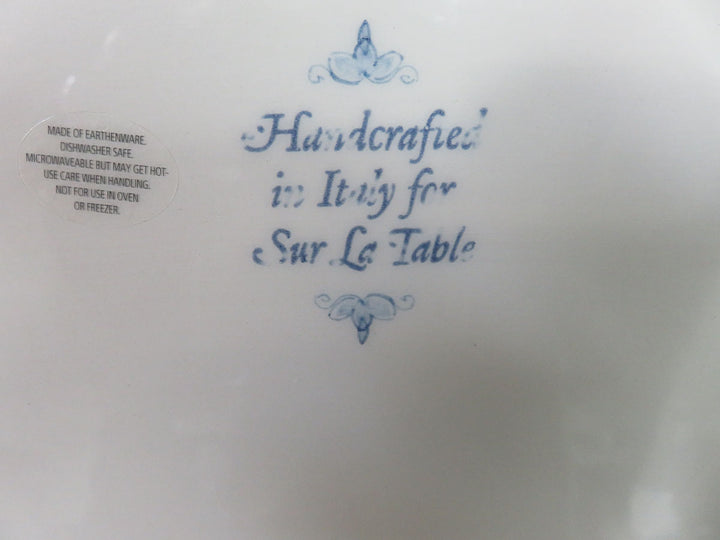 MADE OF EARTHENWARE.
DISHWASHER SAFE.
MICROWAVEABLE BUT MAY GET HOT-
USE CARE WHEN HANDLING.
NOT FOR USE IN OVEN
OR FREEZER.
Handcrafted
in Italy for
Sur La Table